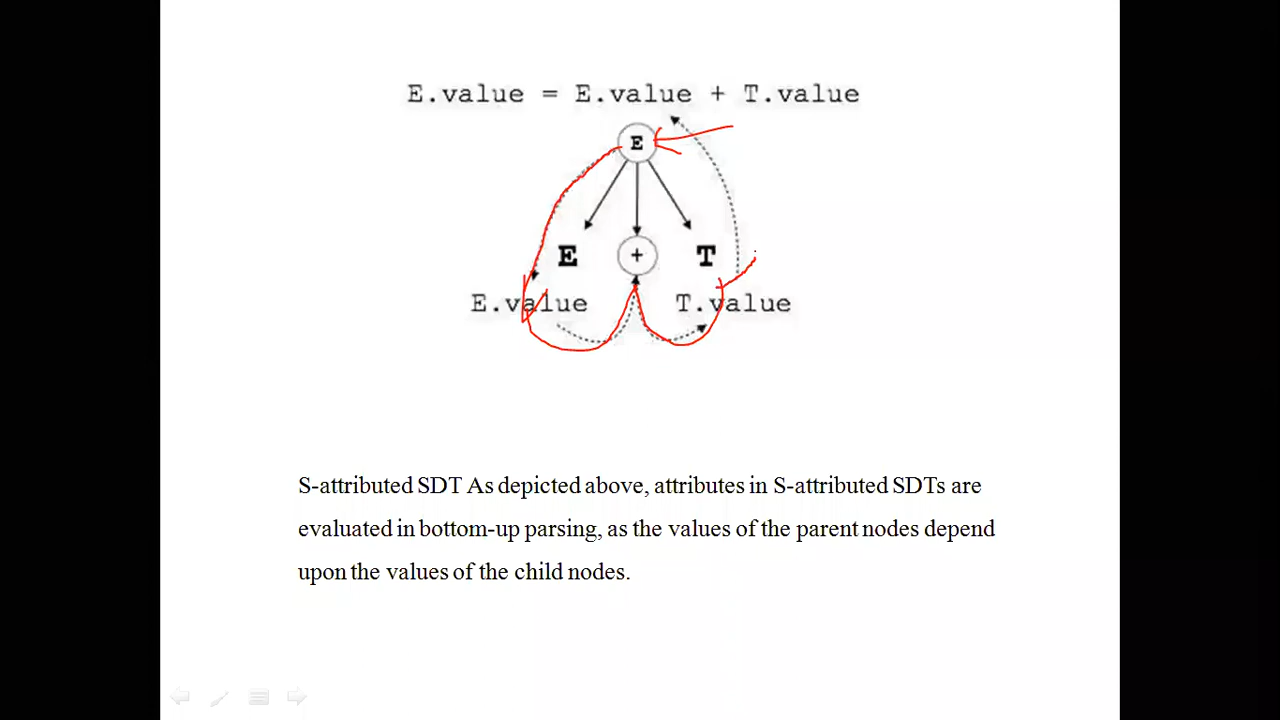 E.value = E.value + T.value
E
E + T
E.value T.value
S-attributed SDT As depicted above, attributes in S-attributed SDTs are
evaluated in bottom-up parsing, as the values of the parent nodes depend
upon the values of the child nodes.